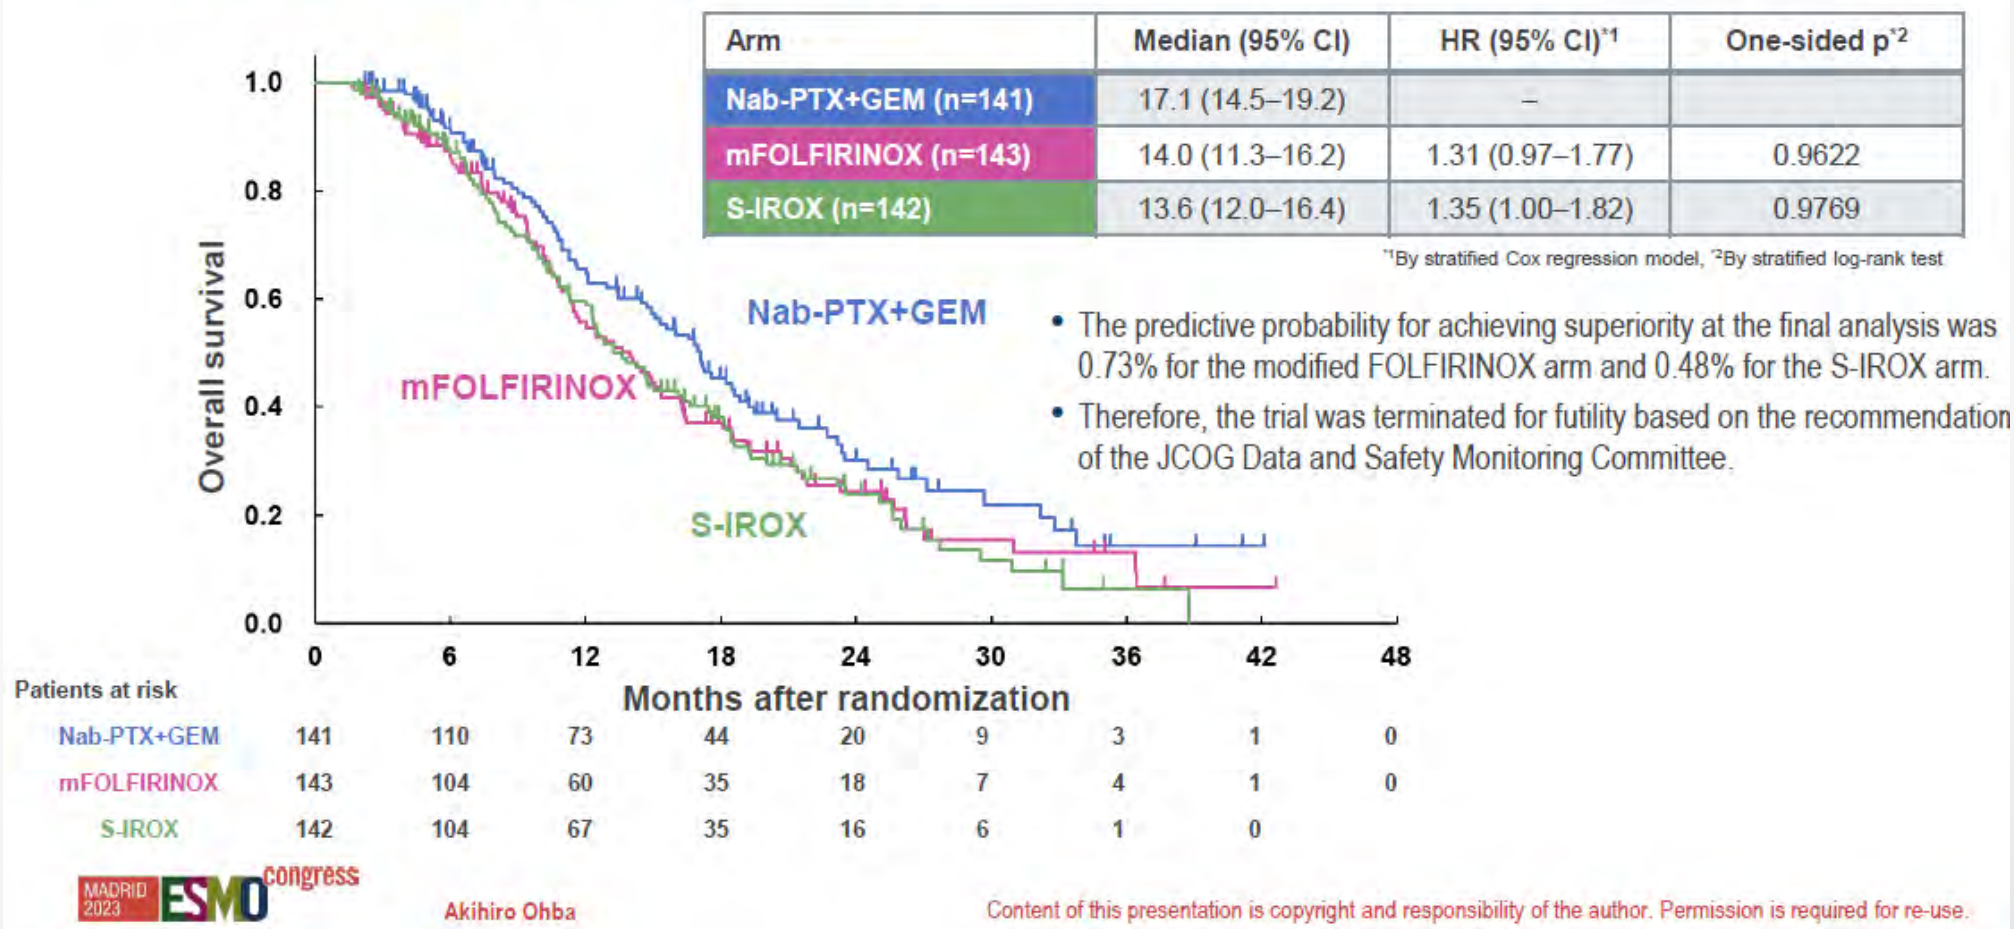 Arm Median (95% CI) HR (95% CI)*1 One-sided p*2
Nab-PTX+GEM (n=141) 17.1 (14.5–19.2) –
mFOLFIRINOX (n=143) 14.0 (11.3–16.2) 1.31 (0.97–1.77) 0.9622
S-IROX (n=142) 13.6 (12.0–16.4) 1.35 (1.00–1.82) 0.9769
*1By stratified Cox regression model, *2By stratified log-rank test
Overall survival
1.0
0.8
0.6
0.4
0.2
0.0
Nab-PTX+GEM
mFOLFIRINOX
S-IROX
• The predictive probability for achieving superiority at the final analysis was
0.73% for the modified FOLFIRINOX arm and 0.48% for the S-IROX arm.
• Therefore, the trial was terminated for futility based on the recommendation
of the JCOG Data and Safety Monitoring Committee.
0 6 12 18 24 30 36 42 48
Months after randomization
Patients at risk
Nab-PTX+GEM 141 110 73 44 20 9 3 1 0
mFOLFIRINOX 143 104 60 35 18 7 4 1 0
S-IROX 142 104 67 35 16 6 1 0
MADRID
2023
ESMO congress
Akihiro Ohba
Content of this presentation is copyright and responsibility of the author. Permission is required for re-use.